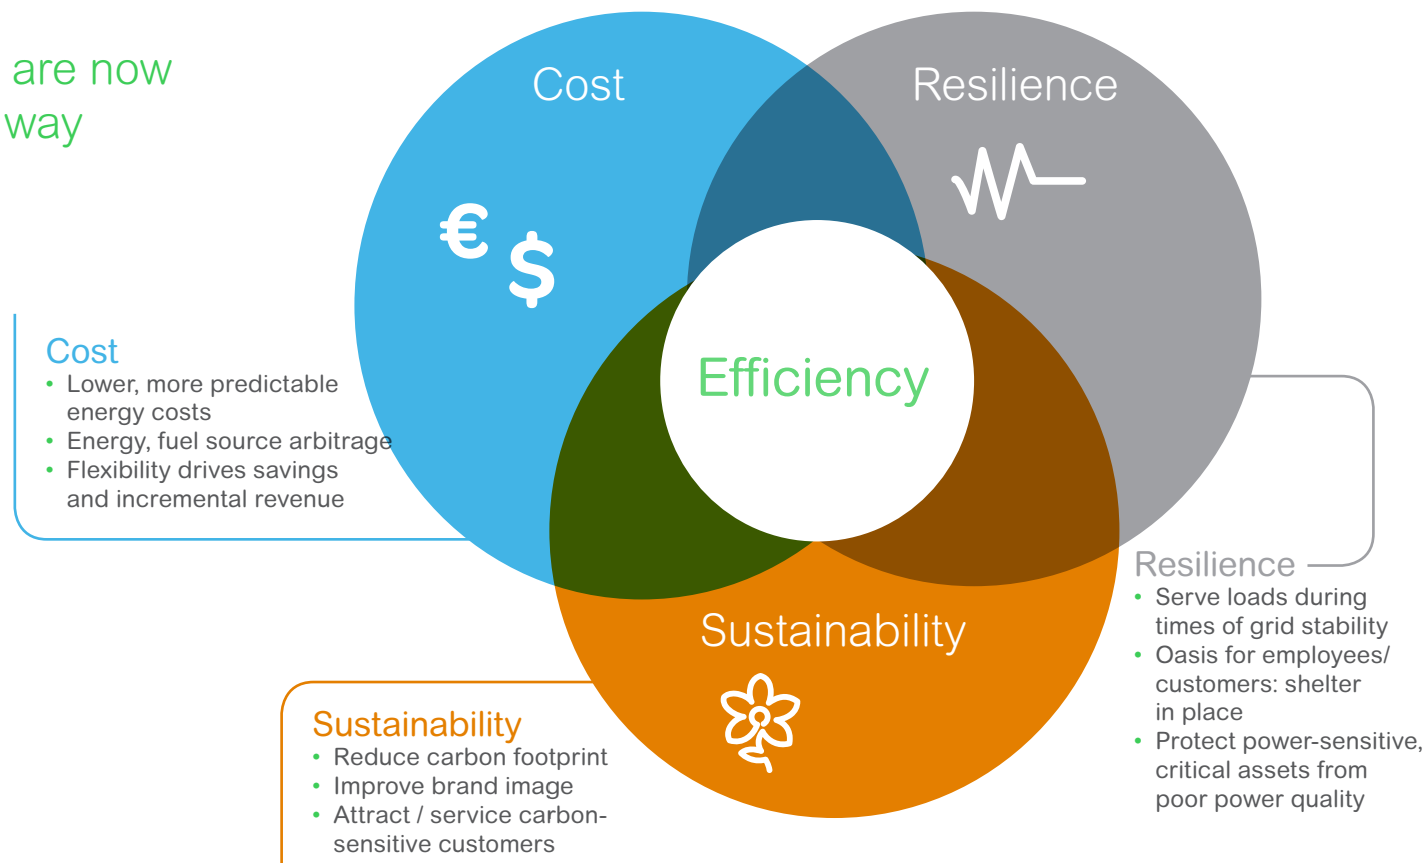 are now
way
Cost
Resilience
€
$
Efficiency
Cost
• Lower, more predictable
energy costs
• Energy, fuel source arbitrage
• Flexibility drives savings
and incremental revenue
Resilience
• Serve loads during
times of grid stability
• Oasis for employees/
customers: shelter
in place
• Protect power-sensitive,
critical assets from
poor power quality
Sustainability
Sustainability
• Reduce carbon footprint
• Improve brand image
• Attract / service carbon-
sensitive customers